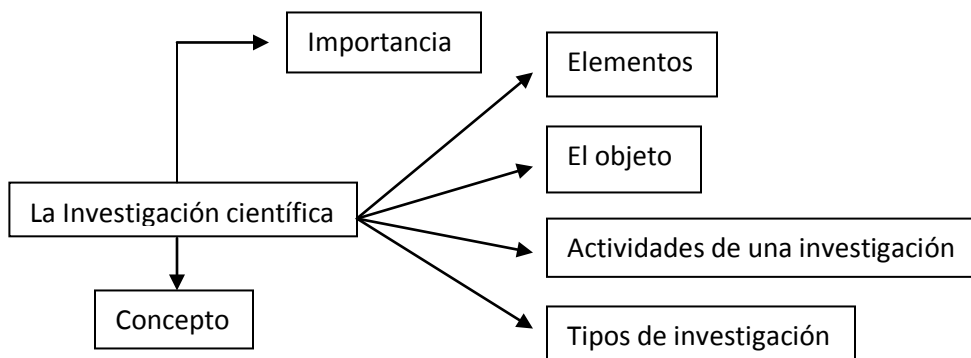 Importancia
Elementos
El objeto
La Investigación científica
Actividades de una investigación
Concepto
Tipos de investigación